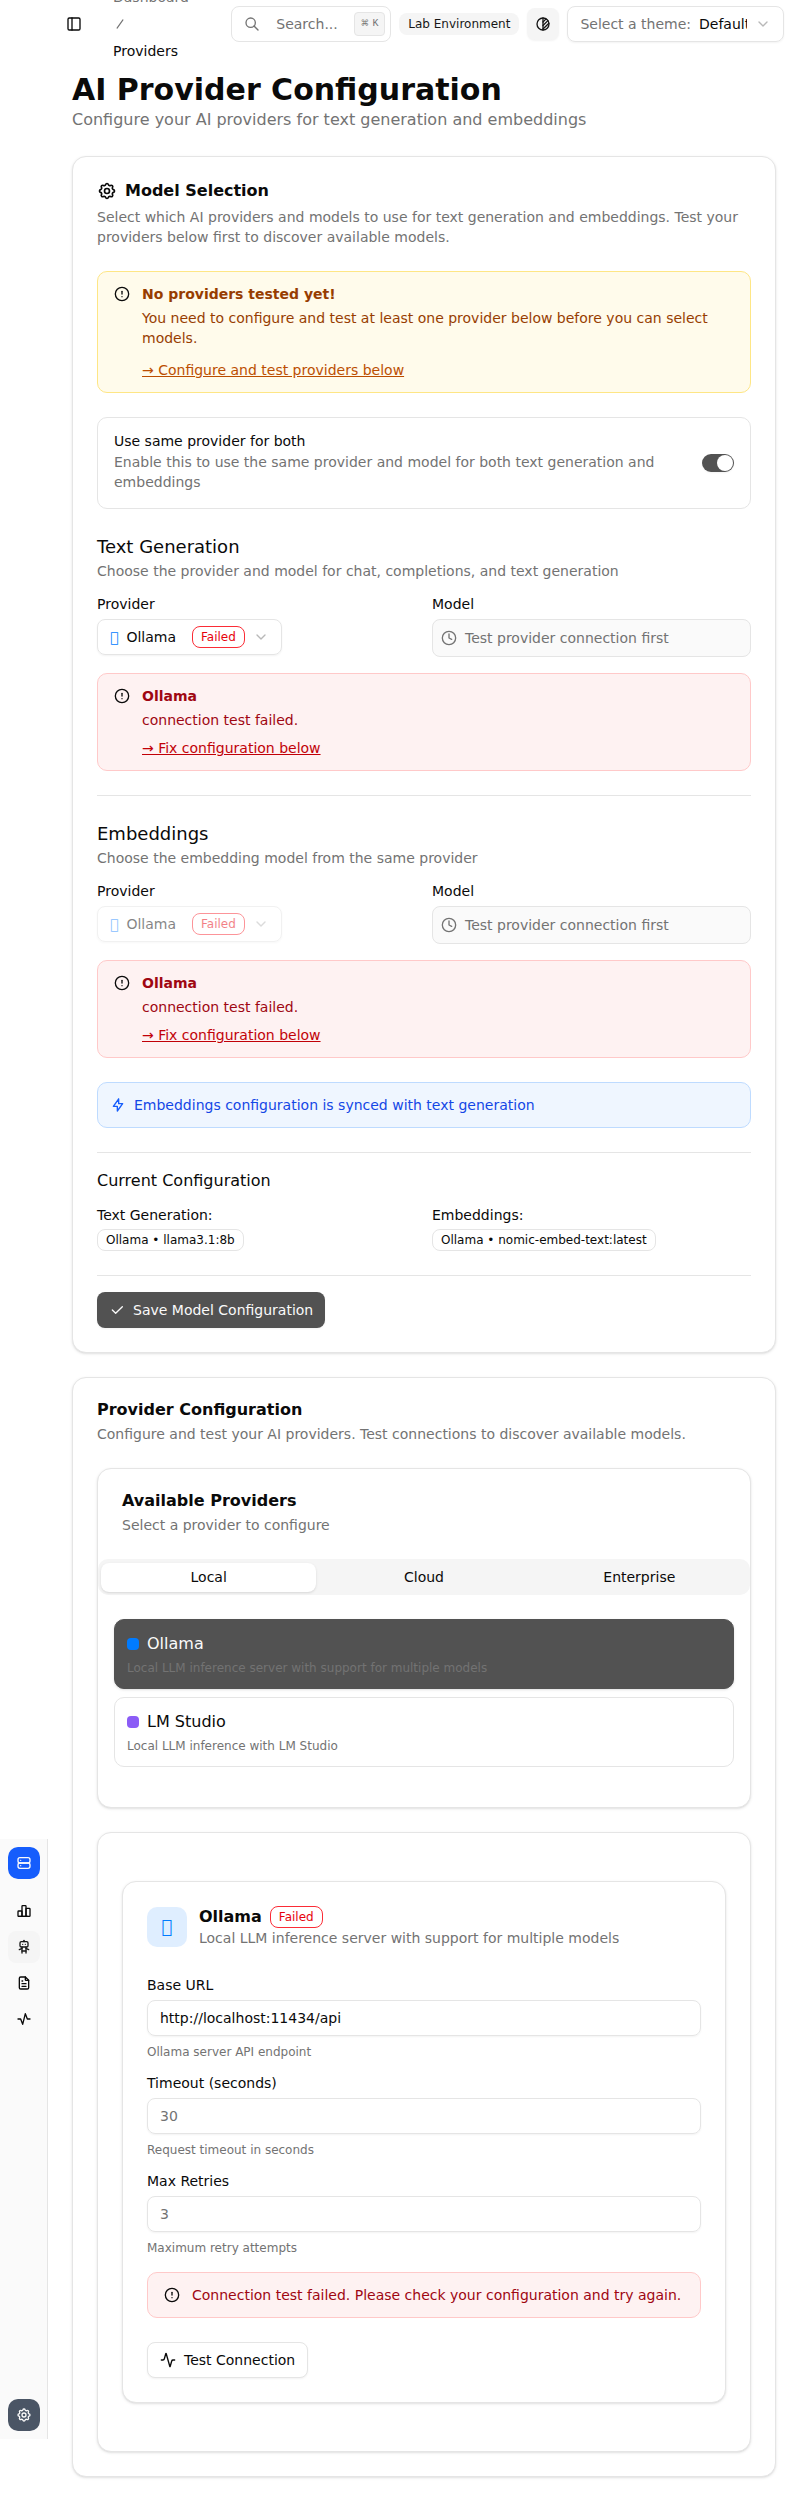 Dashboard
/
Providers
Search...
⌘ K
Lab Environment
Select a theme: Default
AI Provider Configuration
Configure your AI providers for text generation and embeddings
Model Selection
Select which AI providers and models to use for text generation and embeddings. Test your
providers below first to discover available models.
No providers tested yet!
You need to configure and test at least one provider below before you can select
models.
→ Configure and test providers below
Use same provider for both
Enable this to use the same provider and model for both text generation and
embeddings
Text Generation
Choose the provider and model for chat, completions, and text generation
Provider
Model
Ollama
Failed
Test provider connection first
Ollama
connection test failed.
→ Fix configuration below
Embeddings
Choose the embedding model from the same provider
Provider
Model
Ollama
Failed
Test provider connection first
Ollama
connection test failed.
→ Fix configuration below
Embeddings configuration is synced with text generation
Current Configuration
Text Generation:
Embeddings:
Ollama • llama3.1:8b
Ollama • nomic-embed-text:latest
Save Model Configuration
Provider Configuration
Configure and test your AI providers. Test connections to discover available models.
Available Providers
Select a provider to configure
Local
Cloud
Enterprise
Ollama
Local LLM inference server with support for multiple models
LM Studio
Local LLM inference with LM Studio
Ollama
Failed
Local LLM inference server with support for multiple models
Base URL
http://localhost:11434/api
Ollama server API endpoint
Timeout (seconds)
30
Request timeout in seconds
Max Retries
3
Maximum retry attempts
Connection test failed. Please check your configuration and try again.
Test Connection